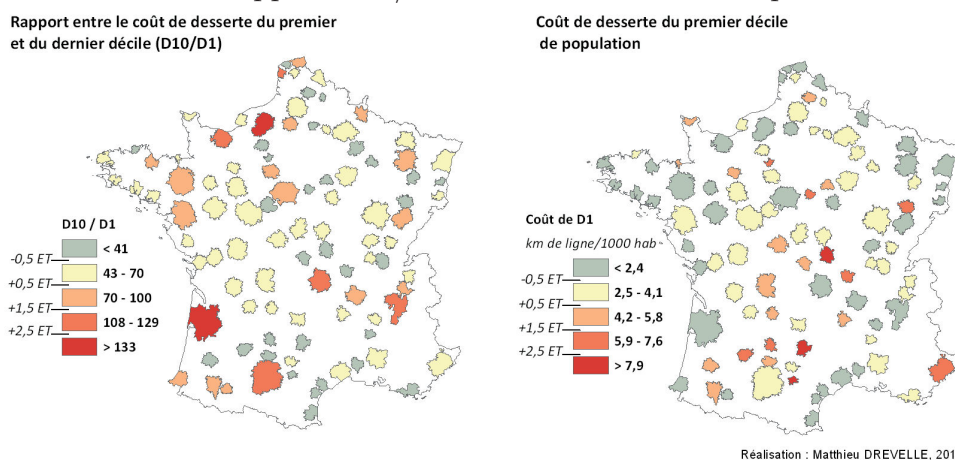 Rapport entre le coût de desserte du premier
et du dernier décile (D10/D1)
D10 / D1
< 41
-0,5 ET
43 - 70
+0,5 ET
70 - 100
+1,5 ET
108 - 129
+2,5 ET
> 133
Coût de desserte du premier décile
de population
Coût de D1
km de ligne/1000 hab
< 2,4
-0,5 ET
2,5 - 4,1
+0,5 ET
4,2 - 5,8
+1,5 ET
5,9 - 7,6
+2,5 ET
> 7,9
Réalisation : Matthieu DREVELLE, 201